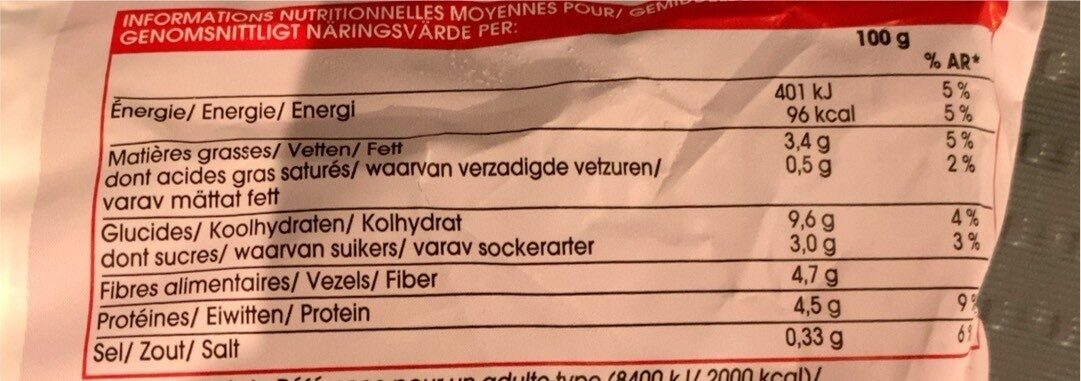 INFORMATIONS NUTRITIONNELLES MOYENNES POUR/
GENOMSNITTLIGT NÄRINGSVÄRDE PER:
100 g
% AR*
Énergie/ Energie/ Energi 401 kJ 5 %
96 kcal 5 %
Matières grasses/ Vetten/ Fett 3,4 g 5 %
dont acides gras saturés/ waarvan verzadigde vetzuren/ 0,5 g 2 %
varav mättat fett
Glucides/ Koolhydraten/ Kolhydrat 9,6 g 4 %
dont sucres/ waarvan suikers/ varav sockerarter 3,0 g 3 %
Fibres alimentaires/ Vezels/ Fiber 4,7 g
Protéines/ Eiwitten/ Protein 4,5 g 9%
Sel/ Zout/ Salt 0,33 g 6%
pour un adulte type (8400 kJ/ 2000 kcal)/